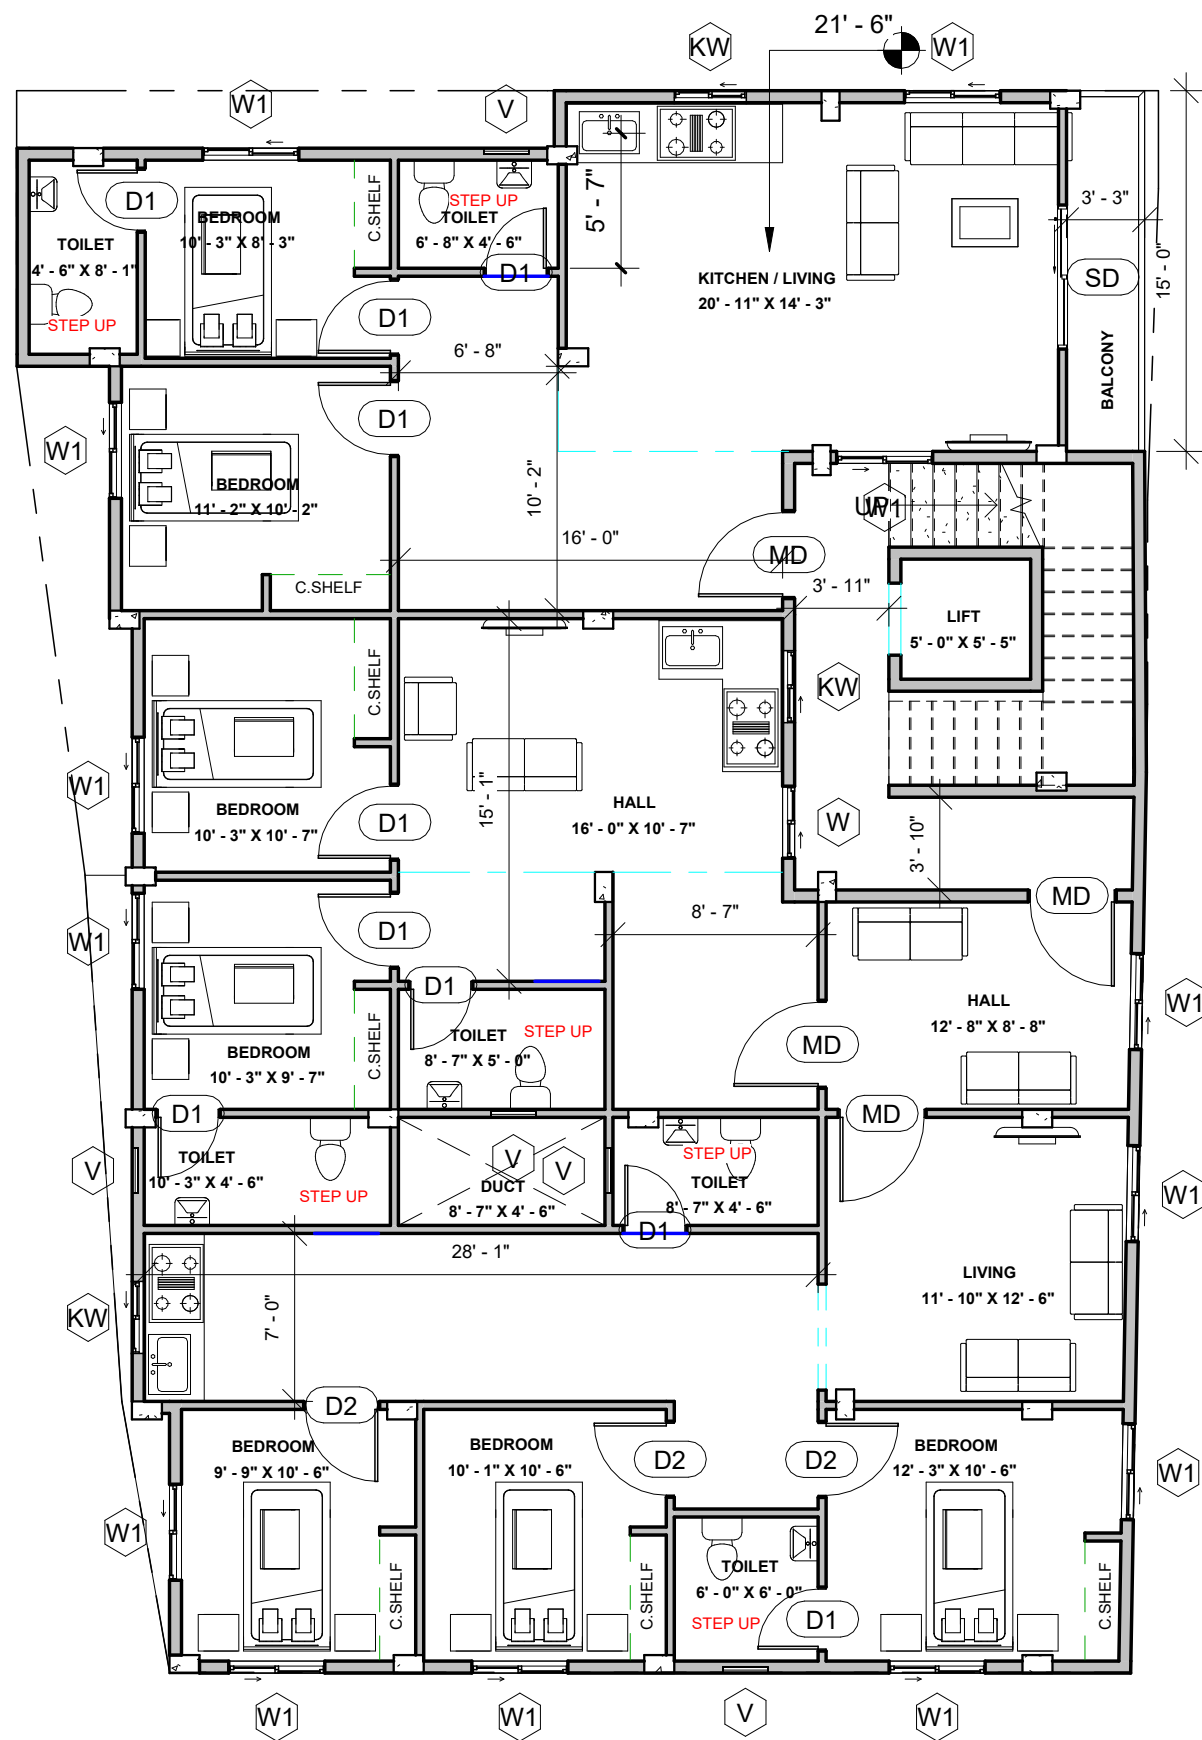 21' - 6"
KW
W1
W1
V
D1
BEDROOM
10' - 3" X 8' - 3"
C.SHELF
STEP UP
TOILET
6' - 8" X 4' - 6"
5' - 7"
3' - 3"
15' - 0"
TOILET
4' - 6" X 8' - 1"
STEP UP
D1
D1
KITCHEN / LIVING
20' - 11" X 14' - 3"
SD
6' - 8"
BALCONY
W1
D1
BEDROOM
11' - 2" X 10' - 2"
10' - 2"
UP
W1
16' - 0"
MD
C.SHELF
3' - 11"
LIFT
5' - 0" X 5' - 5"
C.SHELF
KW
W1
BEDROOM
10' - 3" X 10' - 7"
D1
15' - 1"
HALL
16' - 0" X 10' - 7"
W
3' - 10"
MD
W1
D1
8' - 7"
D1
HALL
12' - 8" X 8' - 8"
W1
BEDROOM
10' - 3" X 9' - 7"
C.SHELF
TOILET
8' - 7" X 5' - 0"
STEP UP
MD
D1
MD
V
TOILET
10' - 3" X 4' - 6"
STEP UP
V
V
DUCT
8' - 7" X 4' - 6"
STEP UP
TOILET
8' - 7" X 4' - 6"
D1
W1
28' - 1"
LIVING
11' - 10" X 12' - 6"
KW
7' - 0"
D2
BEDROOM
9' - 9" X 10' - 6"
BEDROOM
10' - 1" X 10' - 6"
D2
D2
BEDROOM
12' - 3" X 10' - 6"
W1
W1
C.SHELF
C.SHELF
TOILET
6' - 0" X 6' - 0"
STEP UP
D1
C.SHELF
W1
W1
V
W1